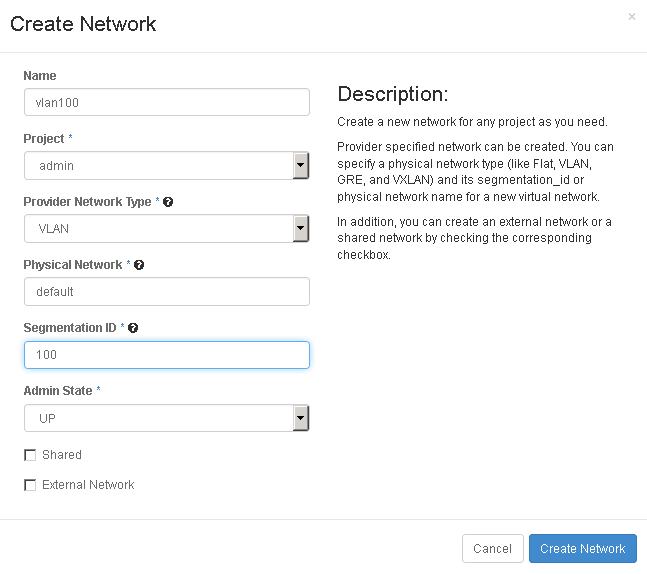 Create Network
×
Name
vlan100
Project *
admin
Provider Network Type * ?
VLAN
Physical Network * ?
default
Segmentation ID * ?
100
Admin State *
UP
Shared
External Network
Description:
Create a new network for any project as you need.
Provider specified network can be created. You can
specify a physical network type (like Flat, VLAN,
GRE, and VXLAN) and its segmentation_id or
physical network name for a new virtual network.
In addition, you can create an external network or a
shared network by checking the corresponding
checkbox.
Cancel
Create Network